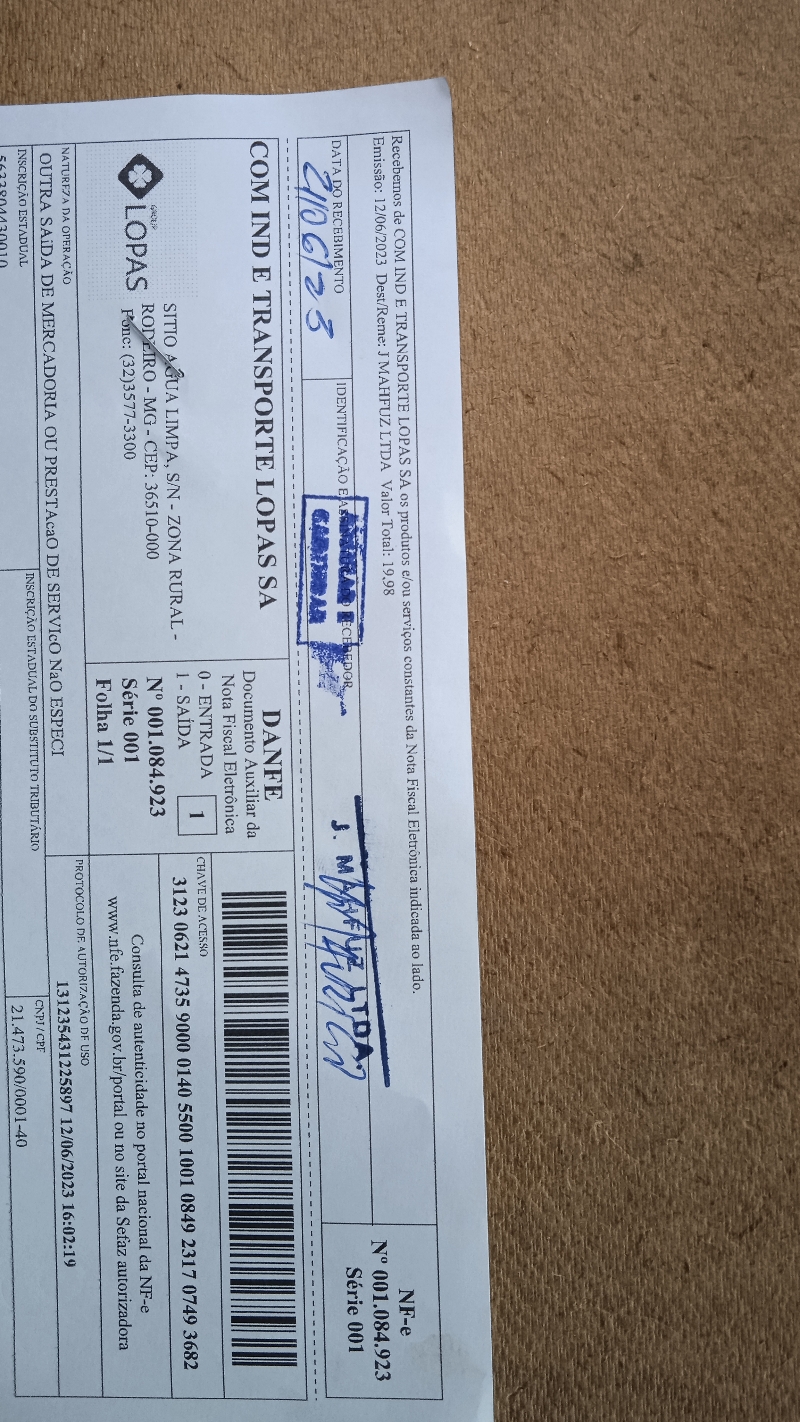 Recebemos de COM IND E TRANSPORTE LOPAS SA os produtos e/ou serviços constantes da Nota Fiscal Eletrônica indicada ao lado.
Emissão: 12/06/2023 Dest/Reme: J MAHFUZ LTDA Valor Total: 19.98
NF-e
Nº 001.084.923
Série 001
DATA DO RECEBIMENTO
21/06/23
IDENTIFICAÇÃO E
RECEBEDOR
J. MAHFUZ LTDA.
COM IND E TRANSPORTE LOPAS SA
GRUPO
LOPAS
SITIO AGUA LIMPA, S/N - ZONA RURAL -
RODEIRO - MG - CEP: 36510-000
Fone: (32)3577-3300
DANFE
Documento Auxiliar da
Nota Fiscal Eletrônica
0 - ENTRADA
1 - SAÍDA
1
Nº 001.084.923
Série 001
Folha 1/1
CHAVE DE ACESSO
3123 0621 4735 9000 0140 5500 1001 0849 2317 0749 3682
Consulta de autenticidade no portal nacional da NF-e
www.nfe.fazenda.gov.br/portal ou no site da Sefaz autorizadora
NATUREZA DA OPERAÇÃO
OUTRA SAíDA DE MERCADORIA OU PRESTAcaO DE SERVIcO NaO ESPECI
PROTOCOLO DE AUTORIZAÇÃO DE USO
131235431225897 12/06/2023 16:02:19
INSCRIÇÃO ESTADUAL
INSCRIÇÃO ESTADUAL DO SUBSTITUTO TRIBUTÁRIO
CNPJ / CPF
21.473.590/0001-40